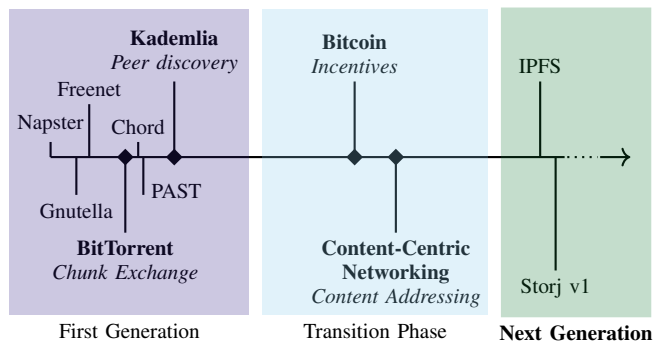 Kademlia
Peer discovery
Freenet
Napster
Chord
Gnutella
PAST
BitTorrent
Chunk Exchange
First Generation
Bitcoin
Incentives
Content-Centric
Networking
Content Addressing
Transition Phase
IPFS
Storj v1
Next Generation